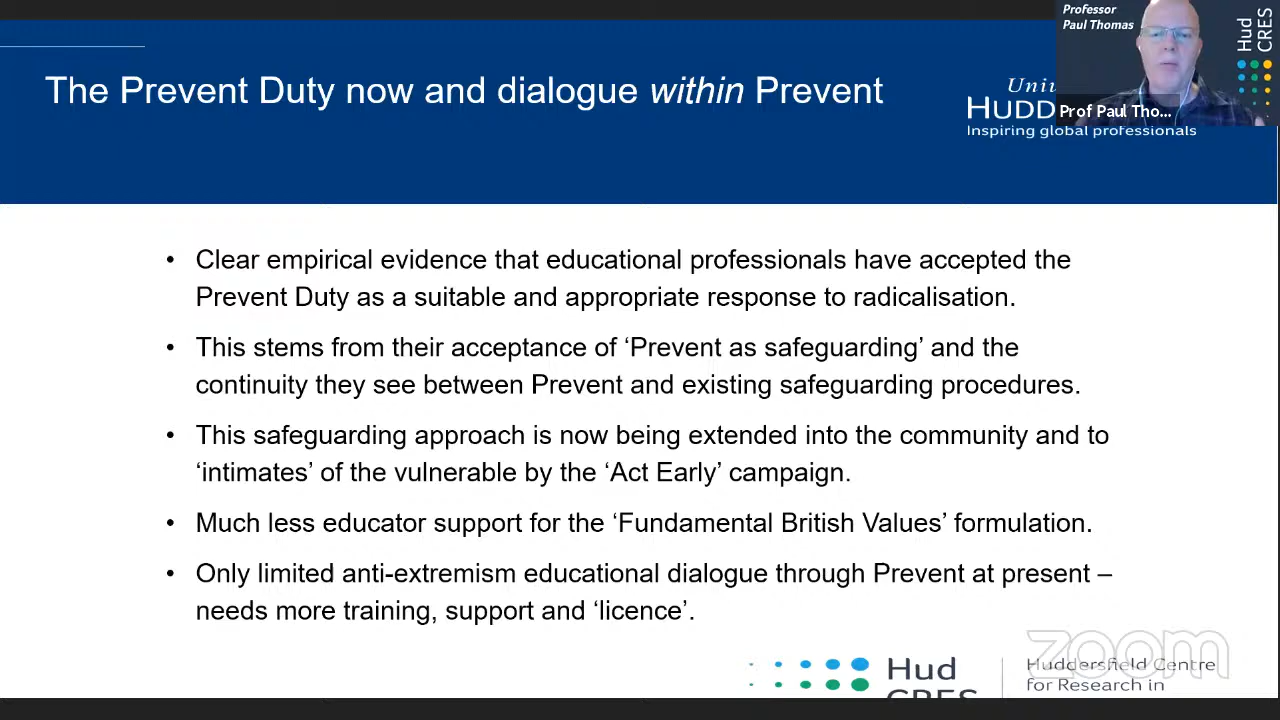 The Prevent Duty now and dialogue within Prevent
Professor
Paul Thomas
Hud
CRES
Prof Paul Tho...
Uni
HUDD
Inspiring global professionals
• Clear empirical evidence that educational professionals have accepted the
Prevent Duty as a suitable and appropriate response to radicalisation.
• This stems from their acceptance of ‘Prevent as safeguarding’ and the
continuity they see between Prevent and existing safeguarding procedures.
• This safeguarding approach is now being extended into the community and to
‘intimates’ of the vulnerable by the ‘Act Early’ campaign.
• Much less educator support for the ‘Fundamental British Values’ formulation.
• Only limited anti-extremism educational dialogue through Prevent at present –
needs more training, support and ‘licence’.
zoom
Hud
CRES
Huddersfield Centre
for Research in